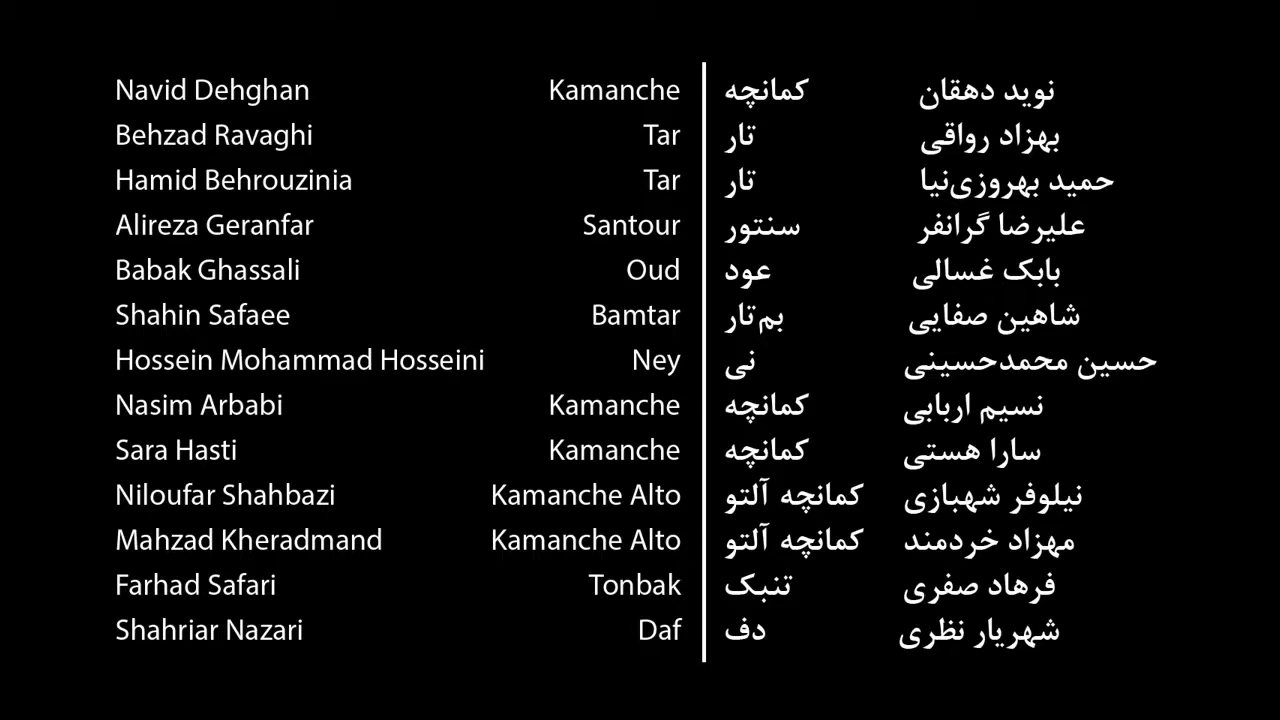 Navid Dehghan Kamanche کمانچه نوید دهقان
Behzad Ravaghi Tar تار بهزاد رواقی
Hamid Behrouzinia Tar تار حمید بهروزی‌نیا
Alireza Geranfar Santour سنتور علیرضا گرانفر
Babak Ghassali Oud عود بابک غسالی
Shahin Safaee Bamtar بم‌تار شاهین صفایی
Hossein Mohammad Hosseini Ney نی حسین محمدحسینی
Nasim Arbabi Kamanche کمانچه نسیم اربابی
Sara Hasti Kamanche کمانچه سارا هستی
Niloufar Shahbazi Kamanche Alto کمانچه آلتو نیلوفر شهبازی
Mahzad Kheradmand Kamanche Alto کمانچه آلتو مهزاد خردمند
Farhad Safari Tonbak تنبک فرهاد صفری
Shahriar Nazari Daf دف شهریار نظری